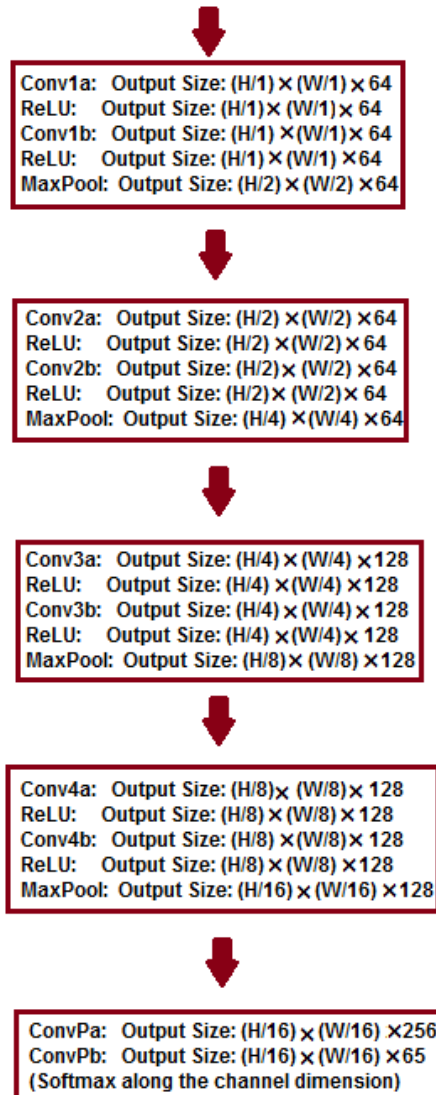 Conv1a: Output Size: (H/1) × (W/1) × 64
ReLU: Output Size: (H/1) × (W/1) × 64
Conv1b: Output Size: (H/1) × (W/1) × 64
ReLU: Output Size: (H/1) × (W/1) × 64
MaxPool: Output Size: (H/2) × (W/2) × 64
Conv2a: Output Size: (H/2) × (W/2) × 64
ReLU: Output Size: (H/2) × (W/2) × 64
Conv2b: Output Size: (H/2) × (W/2) × 64
ReLU: Output Size: (H/2) × (W/2) × 64
MaxPool: Output Size: (H/4) × (W/4) × 64
Conv3a: Output Size: (H/4) × (W/4) × 128
ReLU: Output Size: (H/4) × (W/4) × 128
Conv3b: Output Size: (H/4) × (W/4) × 128
ReLU: Output Size: (H/4) × (W/4) × 128
MaxPool: Output Size: (H/8) × (W/8) × 128
Conv4a: Output Size: (H/8) × (W/8) × 128
ReLU: Output Size: (H/8) × (W/8) × 128
Conv4b: Output Size: (H/8) × (W/8) × 128
ReLU: Output Size: (H/8) × (W/8) × 128
MaxPool: Output Size: (H/16) × (W/16) × 128
ConvPa: Output Size: (H/16) × (W/16) × 256
ConvPb: Output Size: (H/16) × (W/16) × 65
(Softmax along the channel dimension)